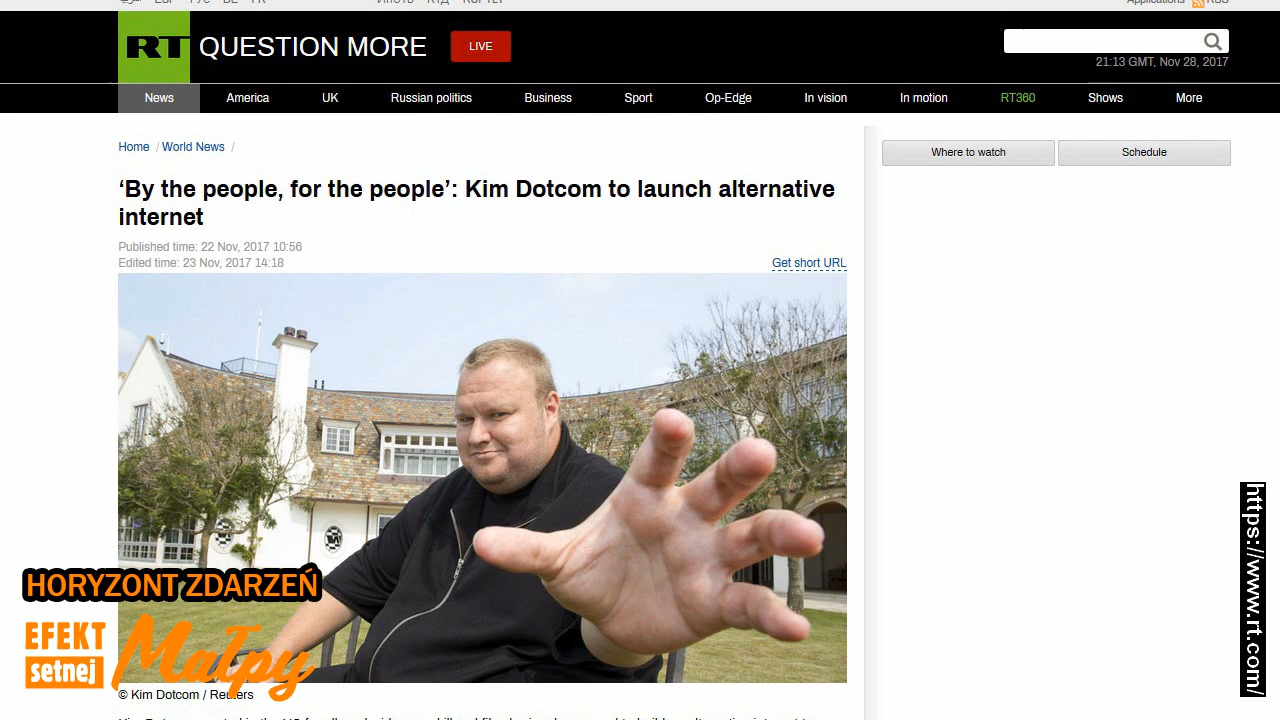 RT QUESTION MORE LIVE
21:13 GMT, Nov 28, 2017
News America UK Russian politics Business Sport Op-Edge In vision In motion RT360 Shows More
Home / World News /
Where to watch Schedule
‘By the people, for the people’: Kim Dotcom to launch alternative
internet
Published time: 22 Nov, 2017 10:56
Edited time: 23 Nov, 2017 14:18
Get short URL
HORYZONT ZDARZEŃ
EFEKT
setnej
Małpy
© Kim Dotcom / Reuters
https://www.rt.com/